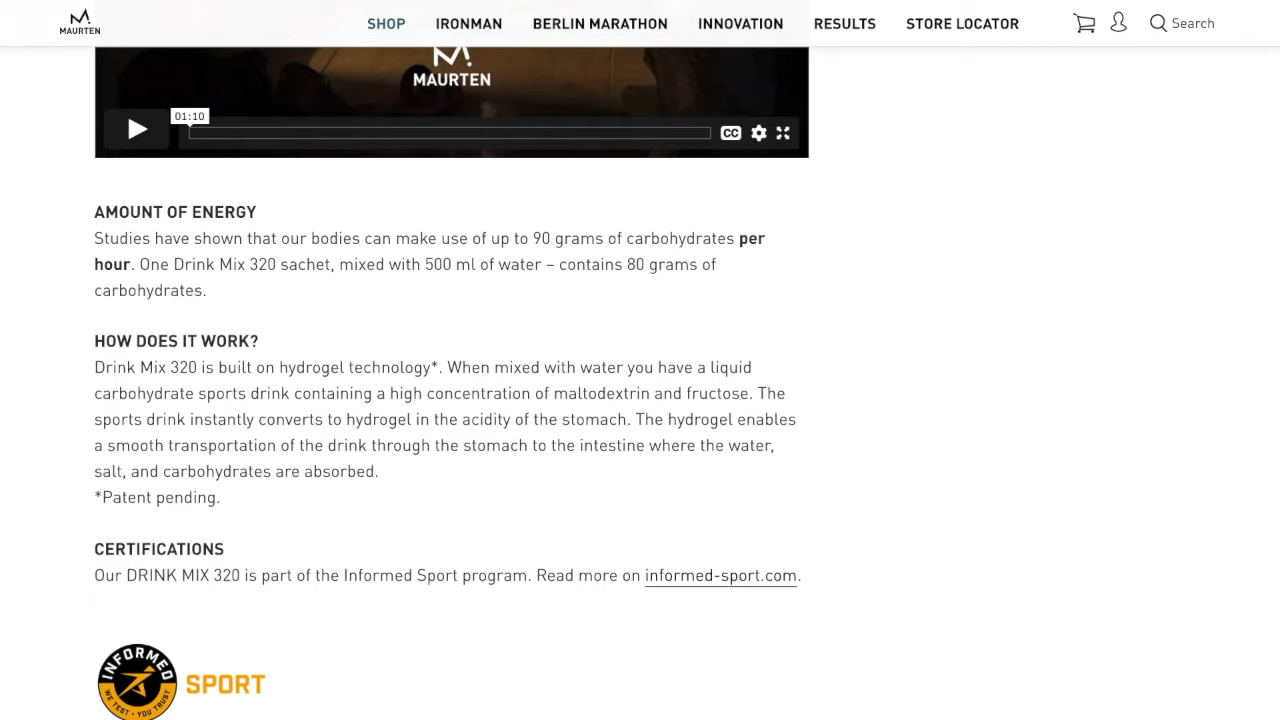 MAURTEN
SHOP IRONMAN BERLIN MARATHON INNOVATION RESULTS STORE LOCATOR Search
MAURTEN
01:10
CC
AMOUNT OF ENERGY
Studies have shown that our bodies can make use of up to 90 grams of carbohydrates per
hour. One Drink Mix 320 sachet, mixed with 500 ml of water – contains 80 grams of
carbohydrates.
HOW DOES IT WORK?
Drink Mix 320 is built on hydrogel technology*. When mixed with water you have a liquid
carbohydrate sports drink containing a high concentration of maltodextrin and fructose. The
sports drink instantly converts to hydrogel in the acidity of the stomach. The hydrogel enables
a smooth transportation of the drink through the stomach to the intestine where the water,
salt, and carbohydrates are absorbed.
*Patent pending.
CERTIFICATIONS
Our DRINK MIX 320 is part of the Informed Sport program. Read more on informed-sport.com.
INFORMED
WE TEST · YOU TRUST
SPORT